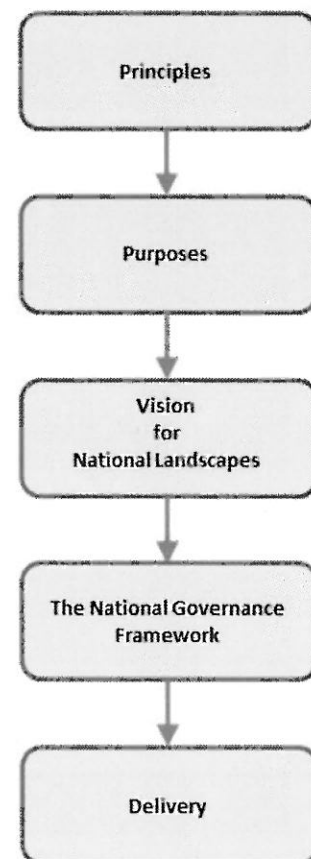 Principles
Purposes
Vision
for
National Landscapes
The National Governance
Framework
Delivery